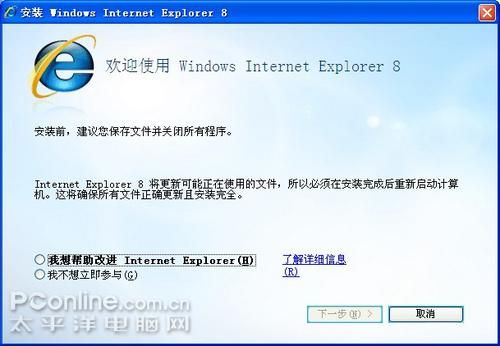 安装 Windows Internet Explorer 8
欢迎使用 Windows Internet Explorer 8
安装前，建议您保存文件并关闭所有程序。
Internet Explorer 8 将更新可能正在使用的文件，所以必须在安装完成后重新启动计算
机。这将确保所有文件正确更新且安装完全。
我想帮助改进 Internet Explorer(H)
了解详细信息
(R)
我不想立即参与(G)
PConline.com.cn
太平洋电脑网
下一步(N) >
取消